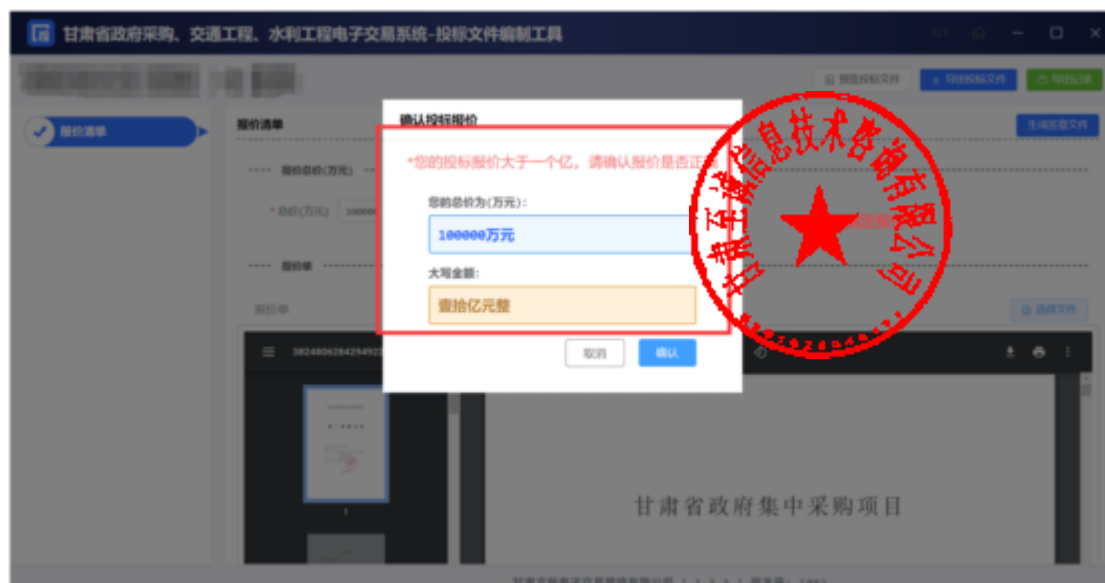 甘肃省政府采购、交通工程、水利工程电子交易系统-投标文件编制工具
预览投标文件
导出投标文件
导出记录
报价清单
报价清单
生成加密文件
确认投标报价
*您的投标报价大于一个亿，请确认报价是否正
报价总价(万元)
*总价(万元)
您的总价为(万元)：
100000万元
报价单
大写金额：
壹拾亿元整
报价单
选择文件
取消
确认
甘肃至诚信息技术咨询有限公司
1
甘肃省政府集中采购项目